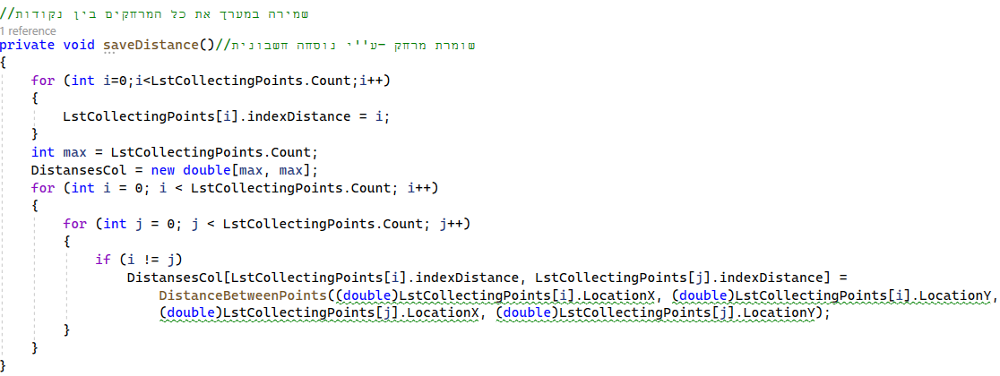 //שמירה במערך את כל המרחקים בין נקודות
1 reference
private void saveDistance()//שומרת מרחק -ע''י נוסחה חשבונית
{
    for (int i=0;i<LstCollectingPoints.Count;i++)
    {
        LstCollectingPoints[i].indexDistance = i;
    }
    int max = LstCollectingPoints.Count;
    DistansesCol = new double[max, max];
    for (int i = 0; i < LstCollectingPoints.Count; i++)
    {
        for (int j = 0; j < LstCollectingPoints.Count; j++)
        {
            if (i != j)
                DistansesCol[LstCollectingPoints[i].indexDistance, LstCollectingPoints[j].indexDistance] =
                    DistanceBetweenPoints((double)LstCollectingPoints[i].LocationX, (double)LstCollectingPoints[i].LocationY,
                    (double)LstCollectingPoints[j].LocationX, (double)LstCollectingPoints[j].LocationY);
        }
    }
}